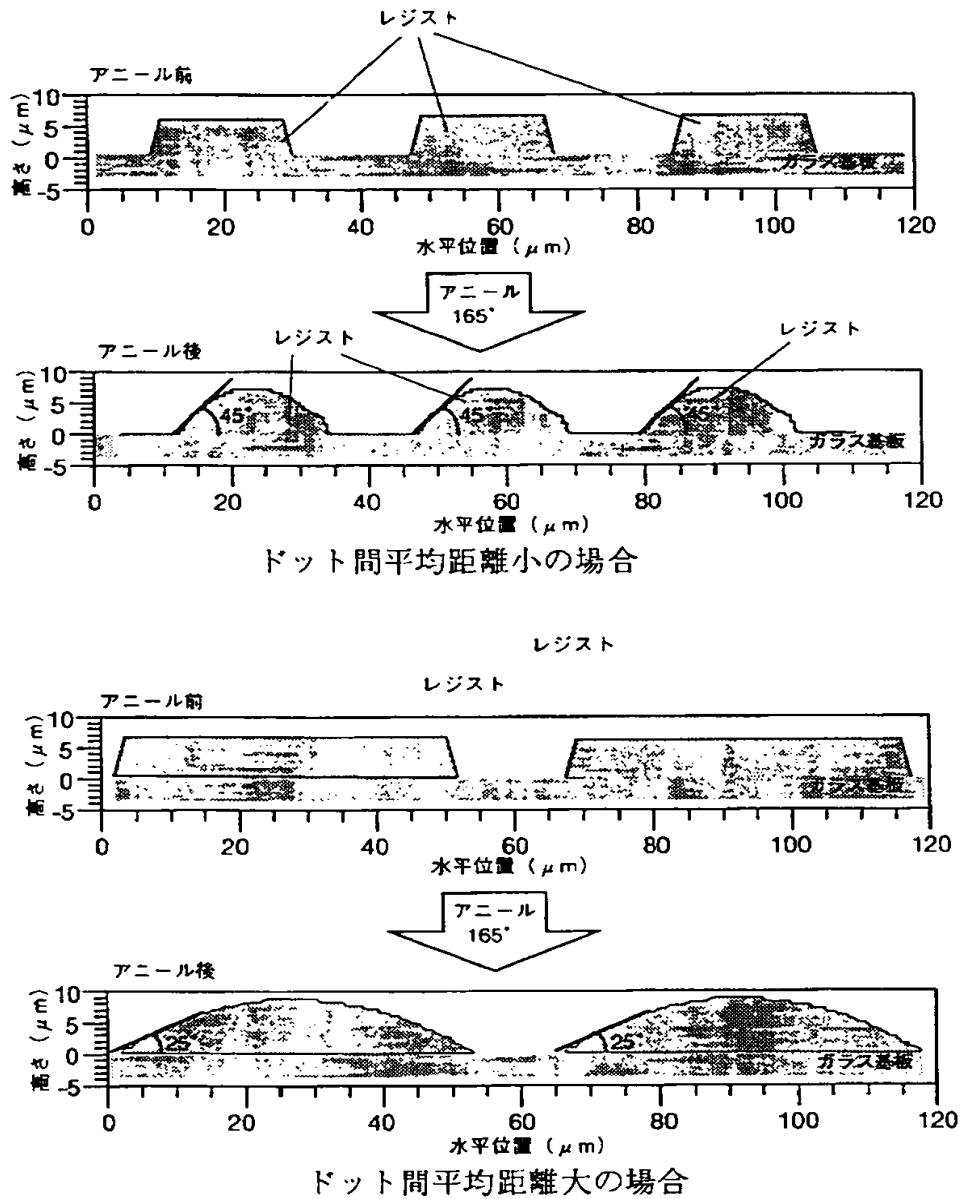 レジスト
アニール前
高さ (μm)
10
5
0
-5
ガラス基板
0 20 40 60 80 100 120
水平位置 (μm)
アニール
165°
アニール後
レジスト
レジスト
高さ (μm)
10
5
0
-5
45°
45°
45°
ガラス基板
0 20 40 60 80 100 120
水平位置 (μm)
ドット間平均距離小の場合
レジスト
レジスト
アニール前
高さ (μm)
10
5
0
-5
ガラス基板
0 20 40 60 80 100 120
水平位置 (μm)
アニール
165°
アニール後
高さ (μm)
10
5
0
-5
25°
25°
ガラス基板
0 20 40 60 80 100 120
水平位置 (μm)
ドット間平均距離大の場合